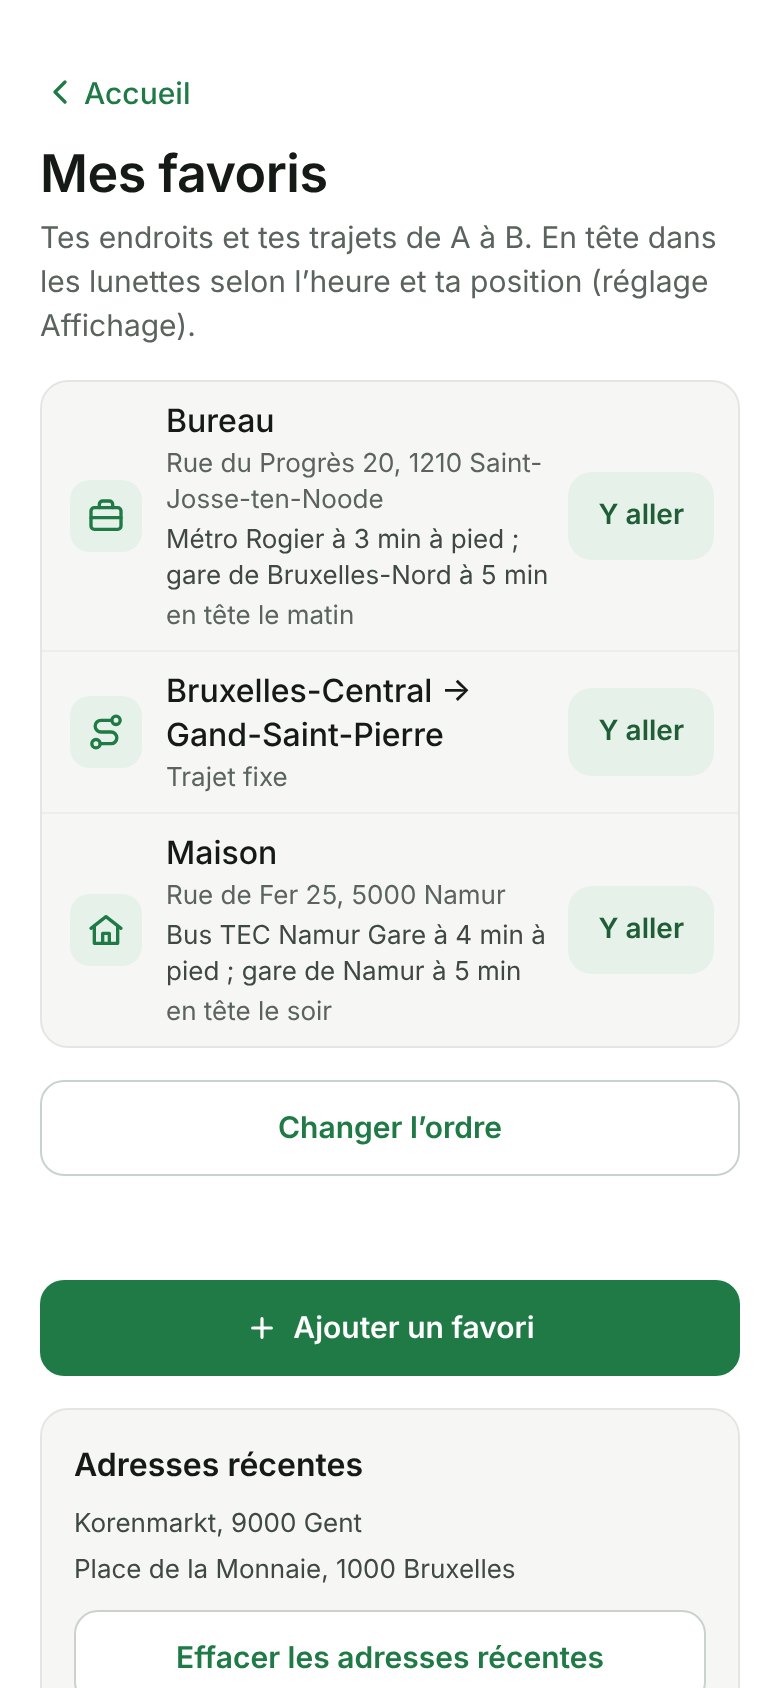 Accueil
Mes favoris
Tes endroits et tes trajets de A à B. En tête dans
les lunettes selon l’heure et ta position (réglage
Affichage).
Bureau
Rue du Progrès 20, 1210 Saint-
Josse-ten-Noode
Métro Rogier à 3 min à pied ;
gare de Bruxelles-Nord à 5 min
en tête le matin
Y aller
Bruxelles-Central →
Gand-Saint-Pierre
Trajet fixe
Y aller
Maison
Rue de Fer 25, 5000 Namur
Bus TEC Namur Gare à 4 min à
pied ; gare de Namur à 5 min
en tête le soir
Y aller
Changer l’ordre
+ Ajouter un favori
Adresses récentes
Korenmarkt, 9000 Gent
Place de la Monnaie, 1000 Bruxelles
Effacer les adresses récentes